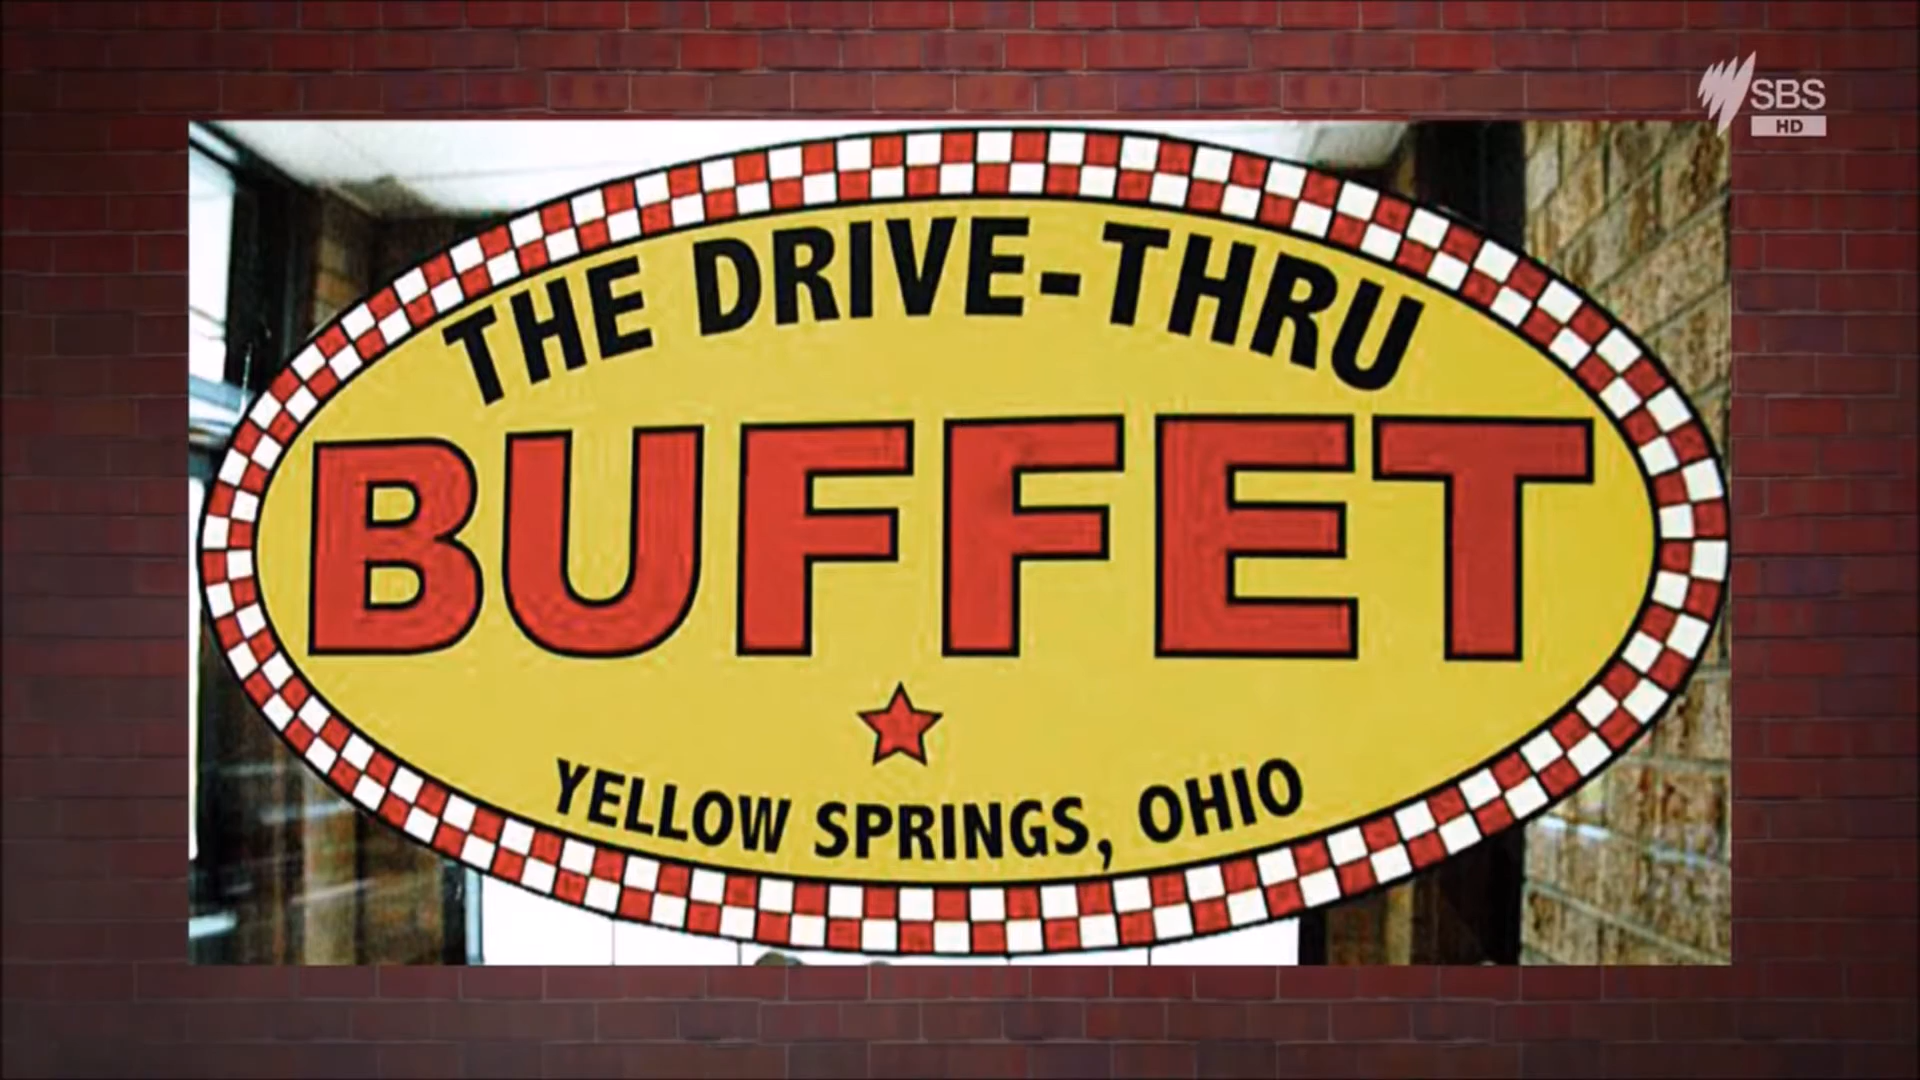 SBS
HD
THE DRIVE-THRU
BUFFET
YELLOW SPRINGS, OHIO